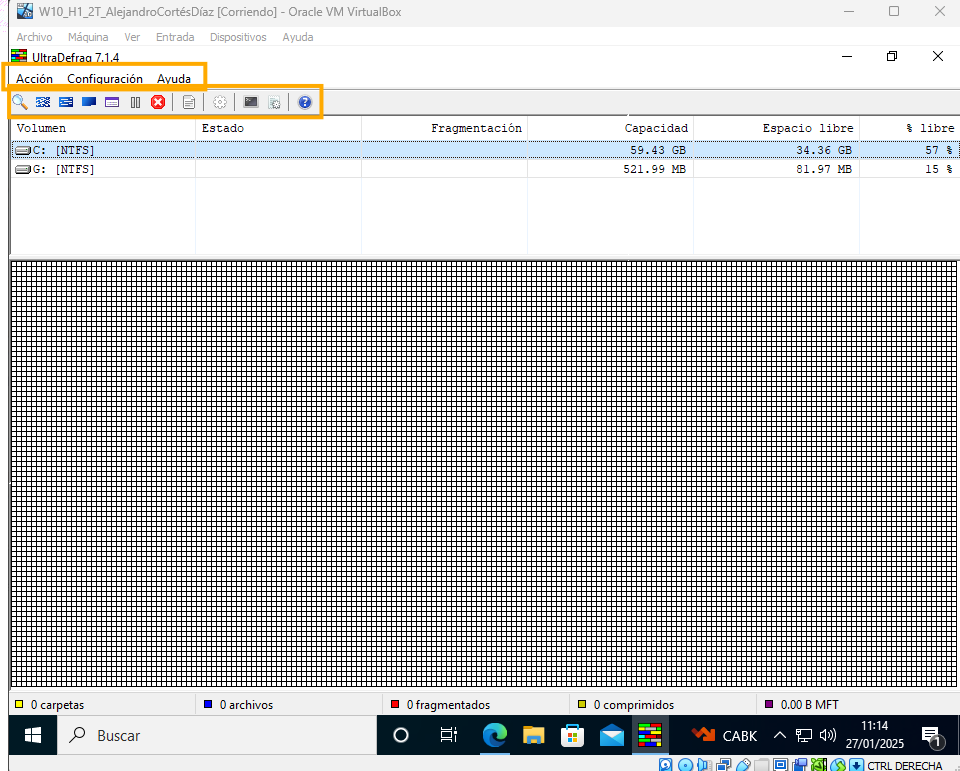 W10_H1_2T_AlejandroCortésDíaz [Corriendo] - Oracle VM VirtualBox
Archivo Máquina Ver Entrada Dispositivos Ayuda
UltraDefrag 7.1.4
Acción Configuración Ayuda
Volumen Estado Fragmentación Capacidad Espacio libre % libre
C: [NTFS] 59.43 GB 34.36 GB 57 %
G: [NTFS] 521.99 MB 81.97 MB 15 %
0 carpetas 0 archivos 0 fragmentados 0 comprimidos 0.00 B MFT
Buscar CABK 11:14
27/01/2025 1
CTRL DERECHA